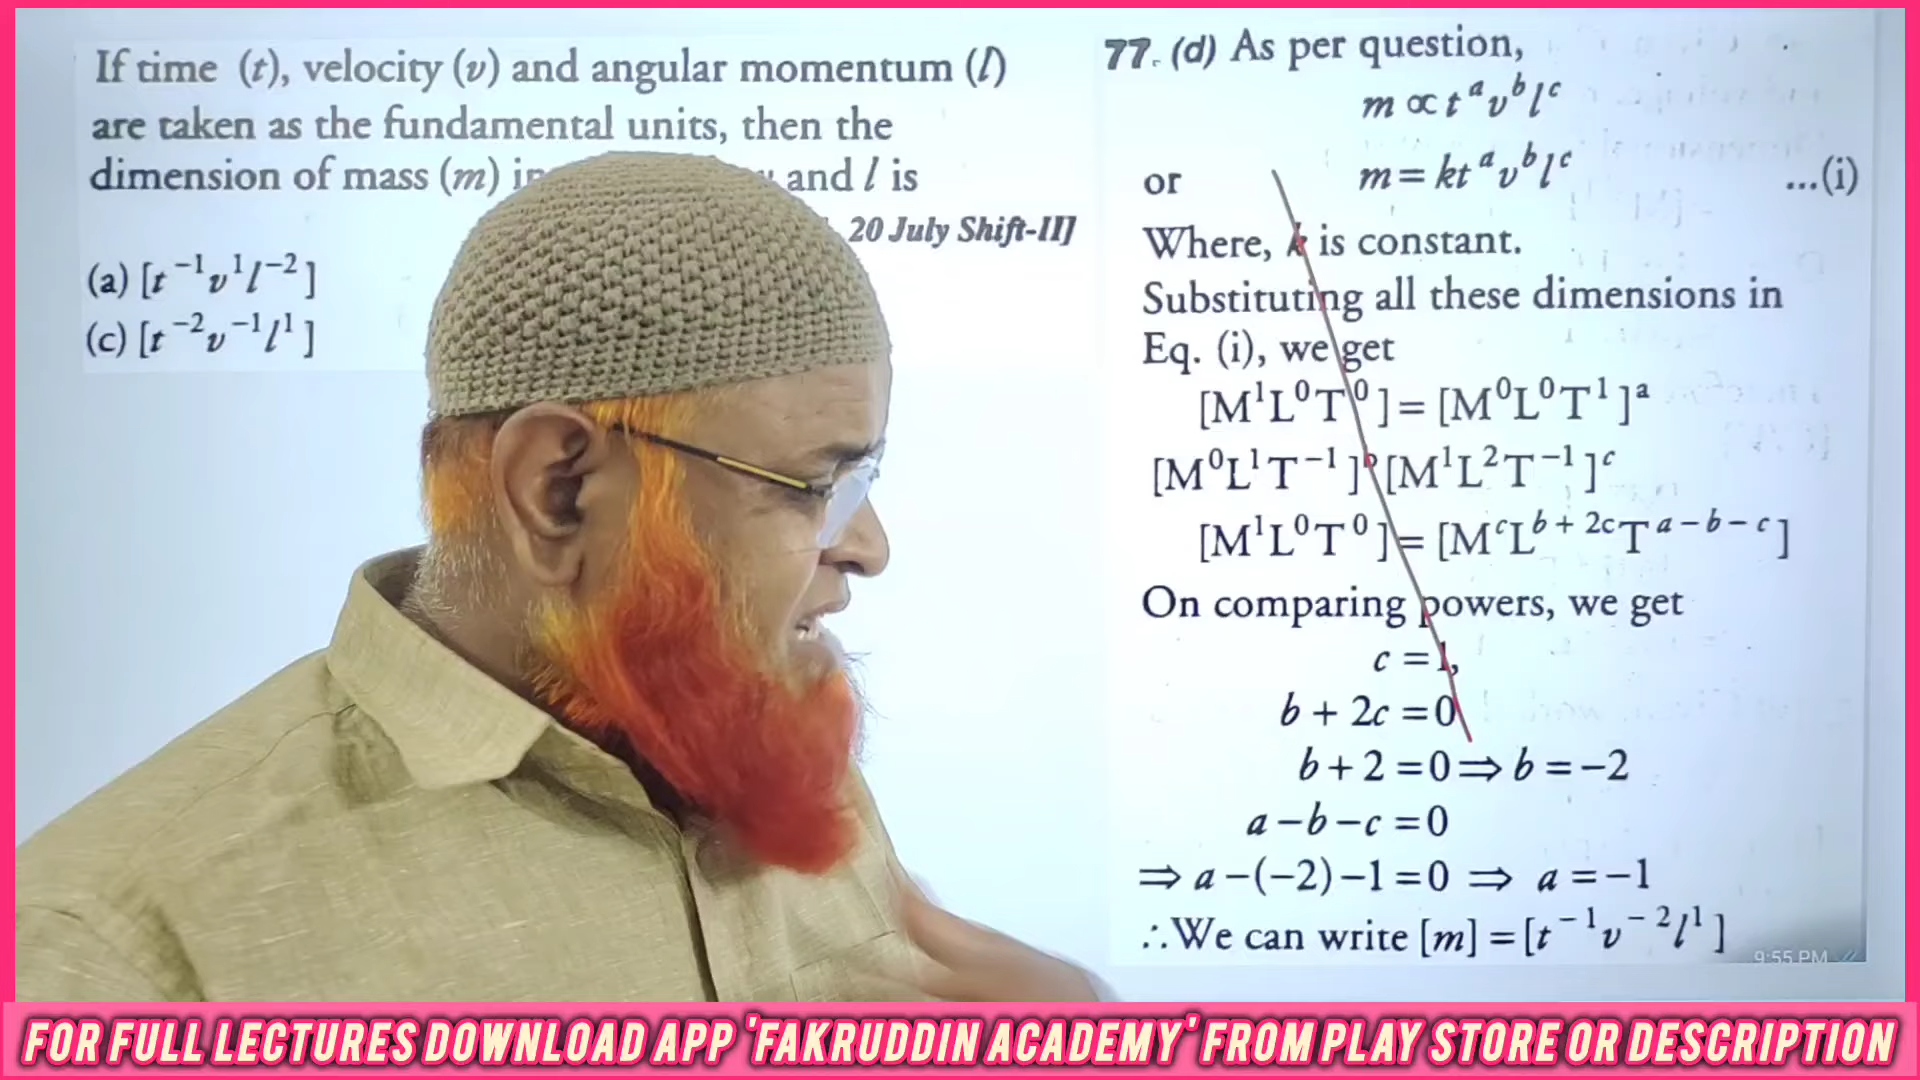 If time (t), velocity (v) and angular momentum (l)
are taken as the fundamental units, then the
dimension of mass (m) in and l is
20 July Shift-II]
(a) [t⁻¹v¹l⁻²]
(c) [t⁻²v⁻¹l¹]
77. (d) As per question,
m ∝ tᵃvᵇlᶜ
or m = ktᵃvᵇlᶜ ...(i)
Where, k is constant.
Substituting all these dimensions in
Eq. (i), we get
[M¹L⁰T⁰] = [M⁰L⁰T¹]ᵃ
[M⁰L¹T⁻¹]ᵇ [M¹L²T⁻¹]ᶜ
[M¹L⁰T⁰] = [MᶜLᵇ⁺²ᶜTᵃ⁻ᵇ⁻ᶜ]
On comparing powers, we get
c = 1,
b + 2c = 0
b + 2 = 0 ⇒ b = −2
a − b − c = 0
⇒ a − (−2) − 1 = 0 ⇒ a = −1
∴ We can write [m] = [t⁻¹v⁻²l¹]
9:55 PM
FOR FULL LECTURES DOWNLOAD APP 'FAKRUDDIN ACADEMY' FROM PLAY STORE OR DESCRIPTION